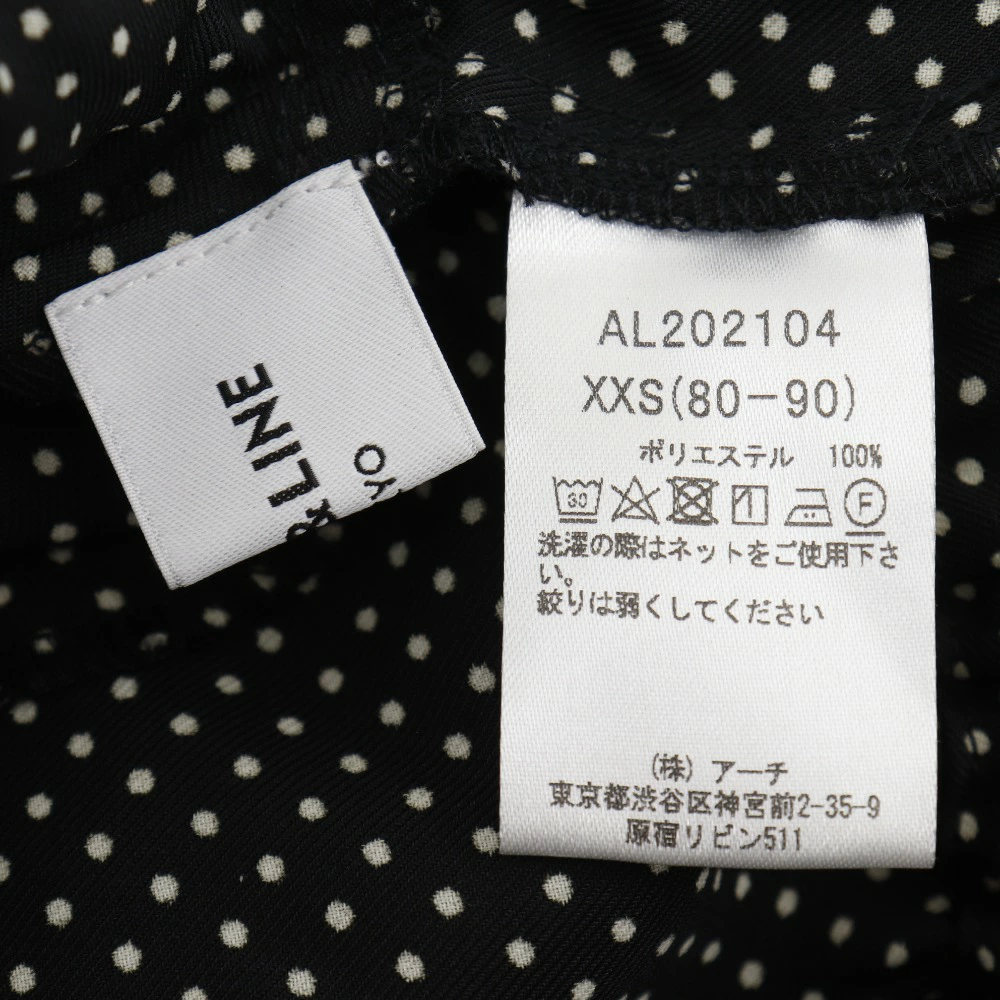 & LINE
YO
AL202104
XXS(80-90)
ポリエステル 100%
30 F
洗濯の際はネットをご使用下さ
い。
絞りは弱くしてください
(株) アーチ
東京都渋谷区神宮前2-35-9
原宿リビン511